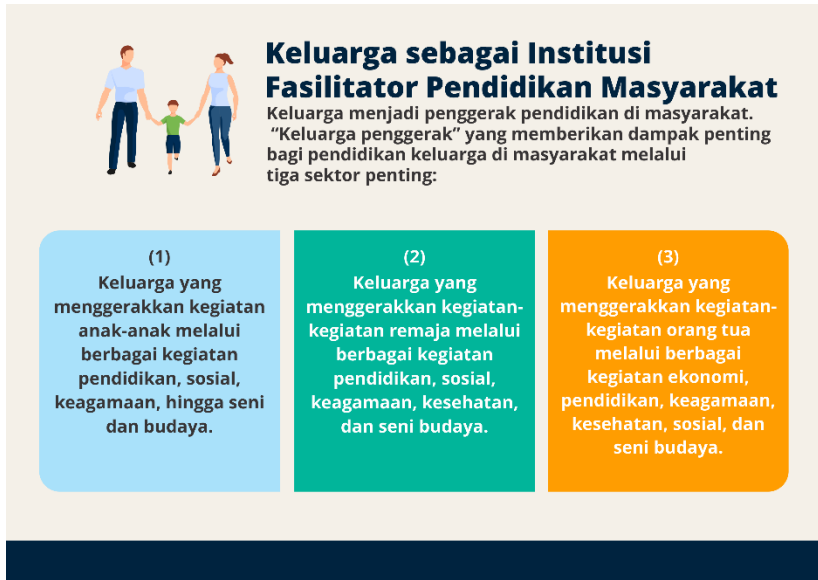 Keluarga sebagai Institusi
Fasilitator Pendidikan Masyarakat
Keluarga menjadi penggerak pendidikan di masyarakat.
“Keluarga penggerak” yang memberikan dampak penting
bagi pendidikan keluarga di masyarakat melalui
tiga sektor penting:
(1)
Keluarga yang
menggerakkan kegiatan
anak-anak melalui
berbagai kegiatan
pendidikan, sosial,
keagamaan, hingga seni
dan budaya.
(2)
Keluarga yang
menggerakkan kegiatan-
kegiatan remaja melalui
berbagai kegiatan
pendidikan, sosial,
keagamaan, kesehatan,
dan seni budaya.
(3)
Keluarga yang
menggerakkan kegiatan-
kegiatan orang tua
melalui berbagai
kegiatan ekonomi,
pendidikan, keagamaan,
kesehatan, sosial, dan
seni budaya.